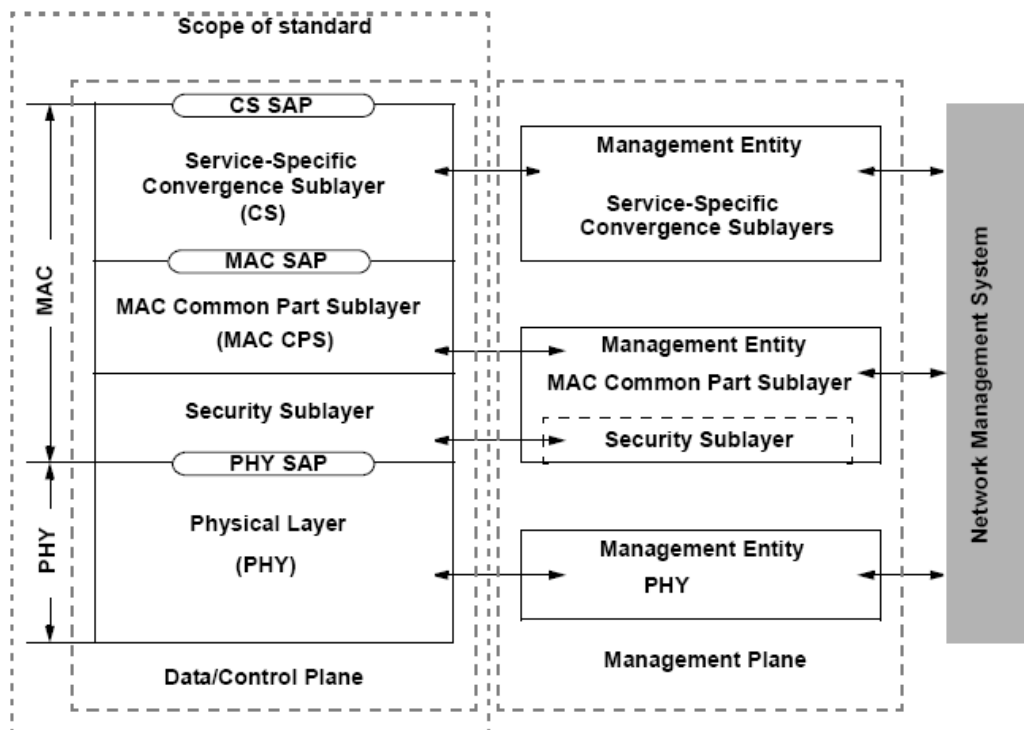 Scope of standard
CS SAP
Service-Specific
Convergence Sublayer
(CS)
MAC SAP
MAC Common Part Sublayer
(MAC CPS)
Security Sublayer
PHY SAP
Physical Layer
(PHY)
Data/Control Plane
MAC
PHY
Management Entity
Service-Specific
Convergence Sublayers
Management Entity
MAC Common Part Sublayer
Security Sublayer
Management Entity
PHY
Management Plane
Network Management System